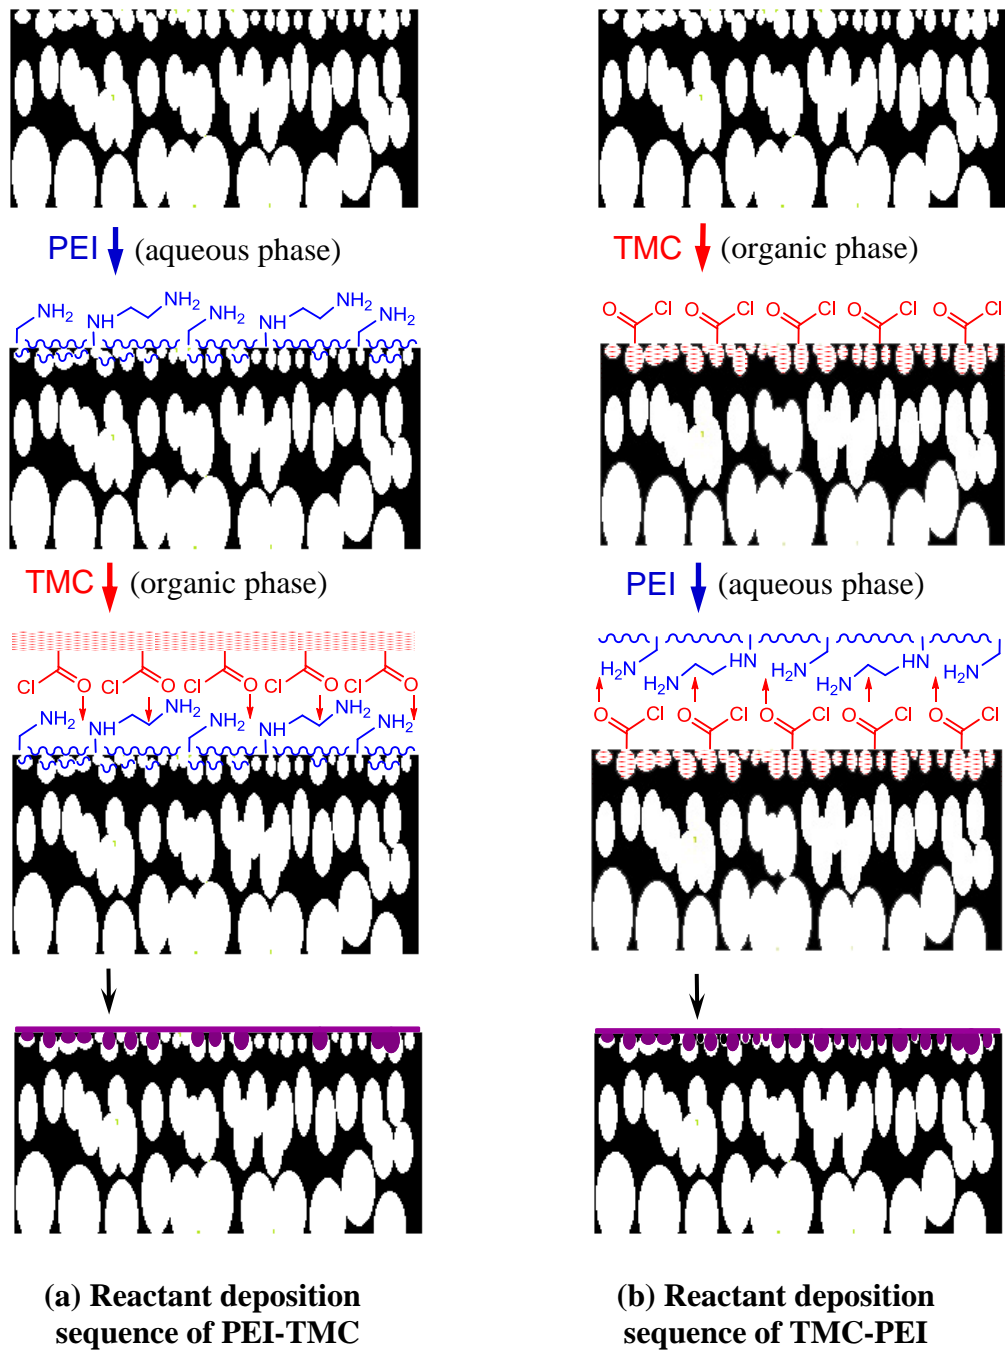 PEI (aqueous phase)
NH2 NH NH2 NH2 NH NH2 NH2
TMC (organic phase)
Cl O Cl O Cl O Cl O Cl O
NH2 NH NH2 NH2 NH NH2 NH2
(a) Reactant deposition
sequence of PEI-TMC
TMC (organic phase)
O Cl O Cl O Cl O Cl O Cl
PEI (aqueous phase)
H2N H2N HN H2N H2N HN H2N
O Cl O Cl O Cl O Cl O Cl
(b) Reactant deposition
sequence of TMC-PEI